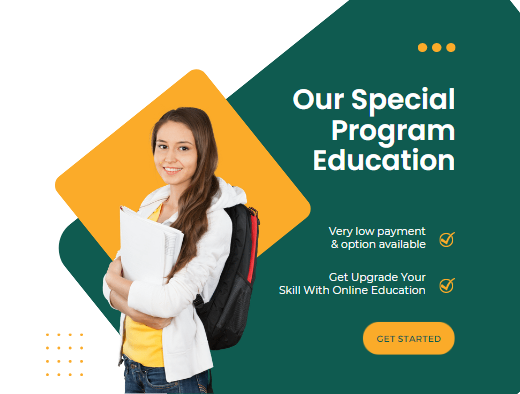 Our Special
Program
Education
Very low payment
& option available
Get Upgrade Your
Skill With Online Education
GET STARTED